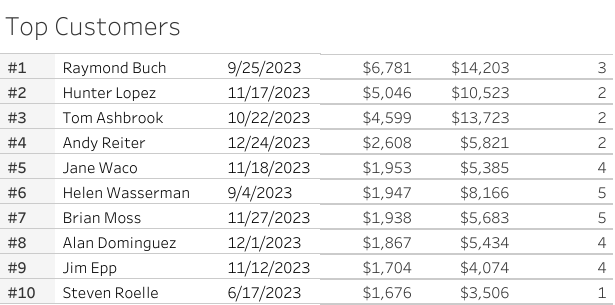 Top Customers
#1 Raymond Buch 9/25/2023 $6,781 $14,203 3
#2 Hunter Lopez 11/17/2023 $5,046 $10,523 2
#3 Tom Ashbrook 10/22/2023 $4,599 $13,723 2
#4 Andy Reiter 12/24/2023 $2,608 $5,821 2
#5 Jane Waco 11/18/2023 $1,953 $5,385 4
#6 Helen Wasserman 9/4/2023 $1,947 $8,166 5
#7 Brian Moss 11/27/2023 $1,938 $5,683 5
#8 Alan Dominguez 12/1/2023 $1,867 $5,434 4
#9 Jim Epp 11/12/2023 $1,704 $4,074 4
#10 Steven Roelle 6/17/2023 $1,676 $3,506 1